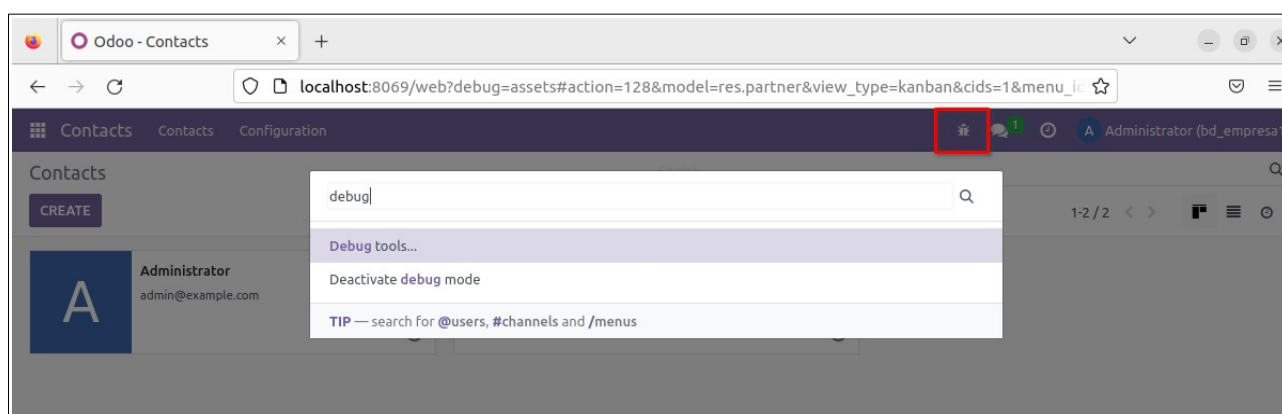 Odoo - Contacts
localhost:8069/web?debug=assets#action=128&model=res.partner&view_type=kanban&cids=1&menu_id
Contacts Contacts Configuration 1 A Administrator (bd_empresa1
Contacts
debug
CREATE
1-2 / 2
Debug tools...
A
Administrator
admin@example.com
Deactivate debug mode
TIP — search for @users, #channels and /menus